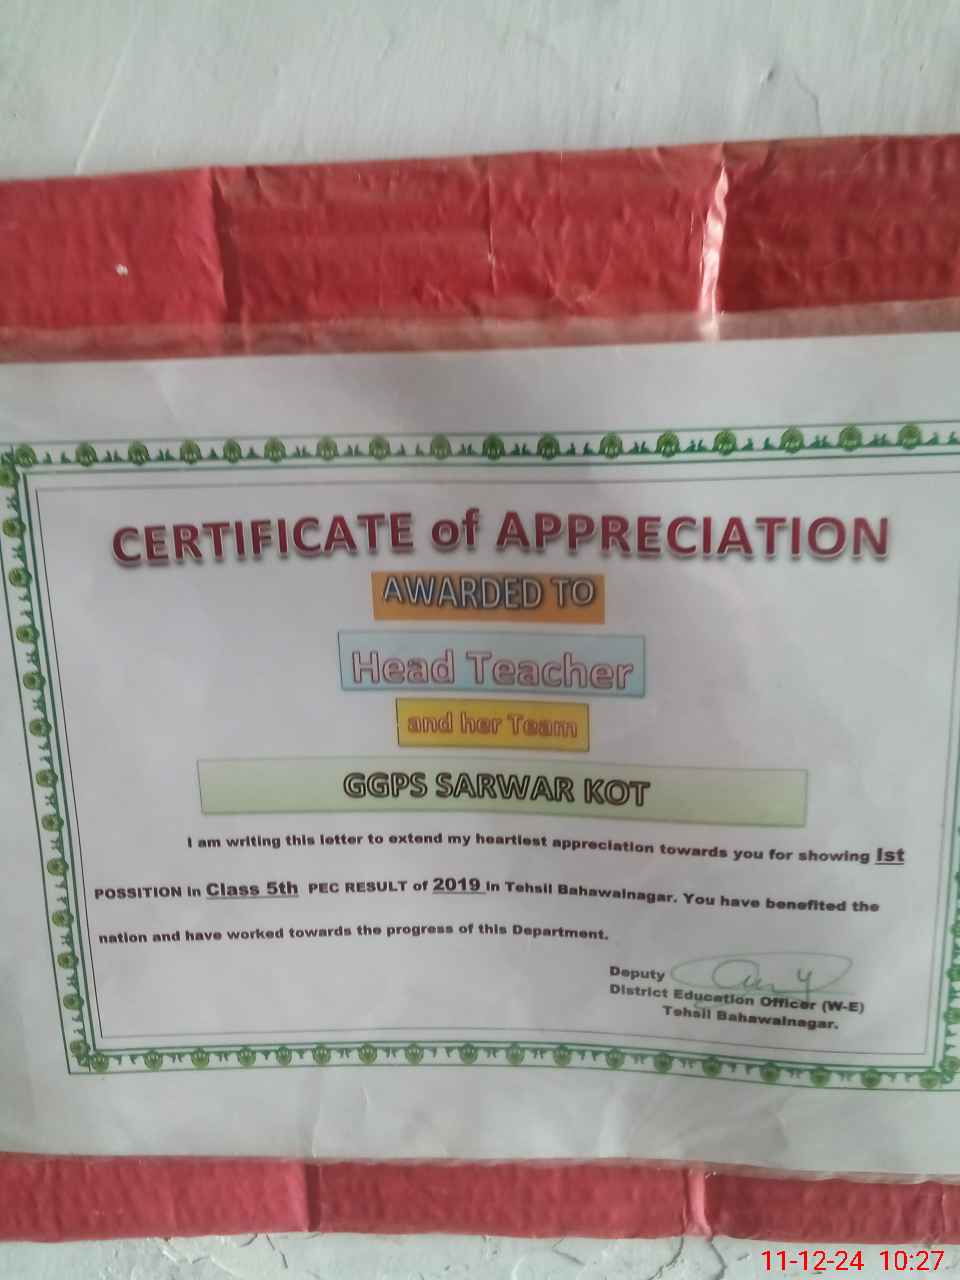 CERTIFICATE of APPRECIATION
AWARDED TO
Head Teacher
and her Team
GGPS SARWAR KOT
I am writing this letter to extend my heartiest appreciation towards you for showing Ist
POSSITION in Class 5th PEC RESULT of 2019 in Tehsil Bahawalnagar. You have benefited the
nation and have worked towards the progress of this Department.
Deputy
District Education Officer (W-E)
Tehsil Bahawalnagar.
11-12-24 10:27